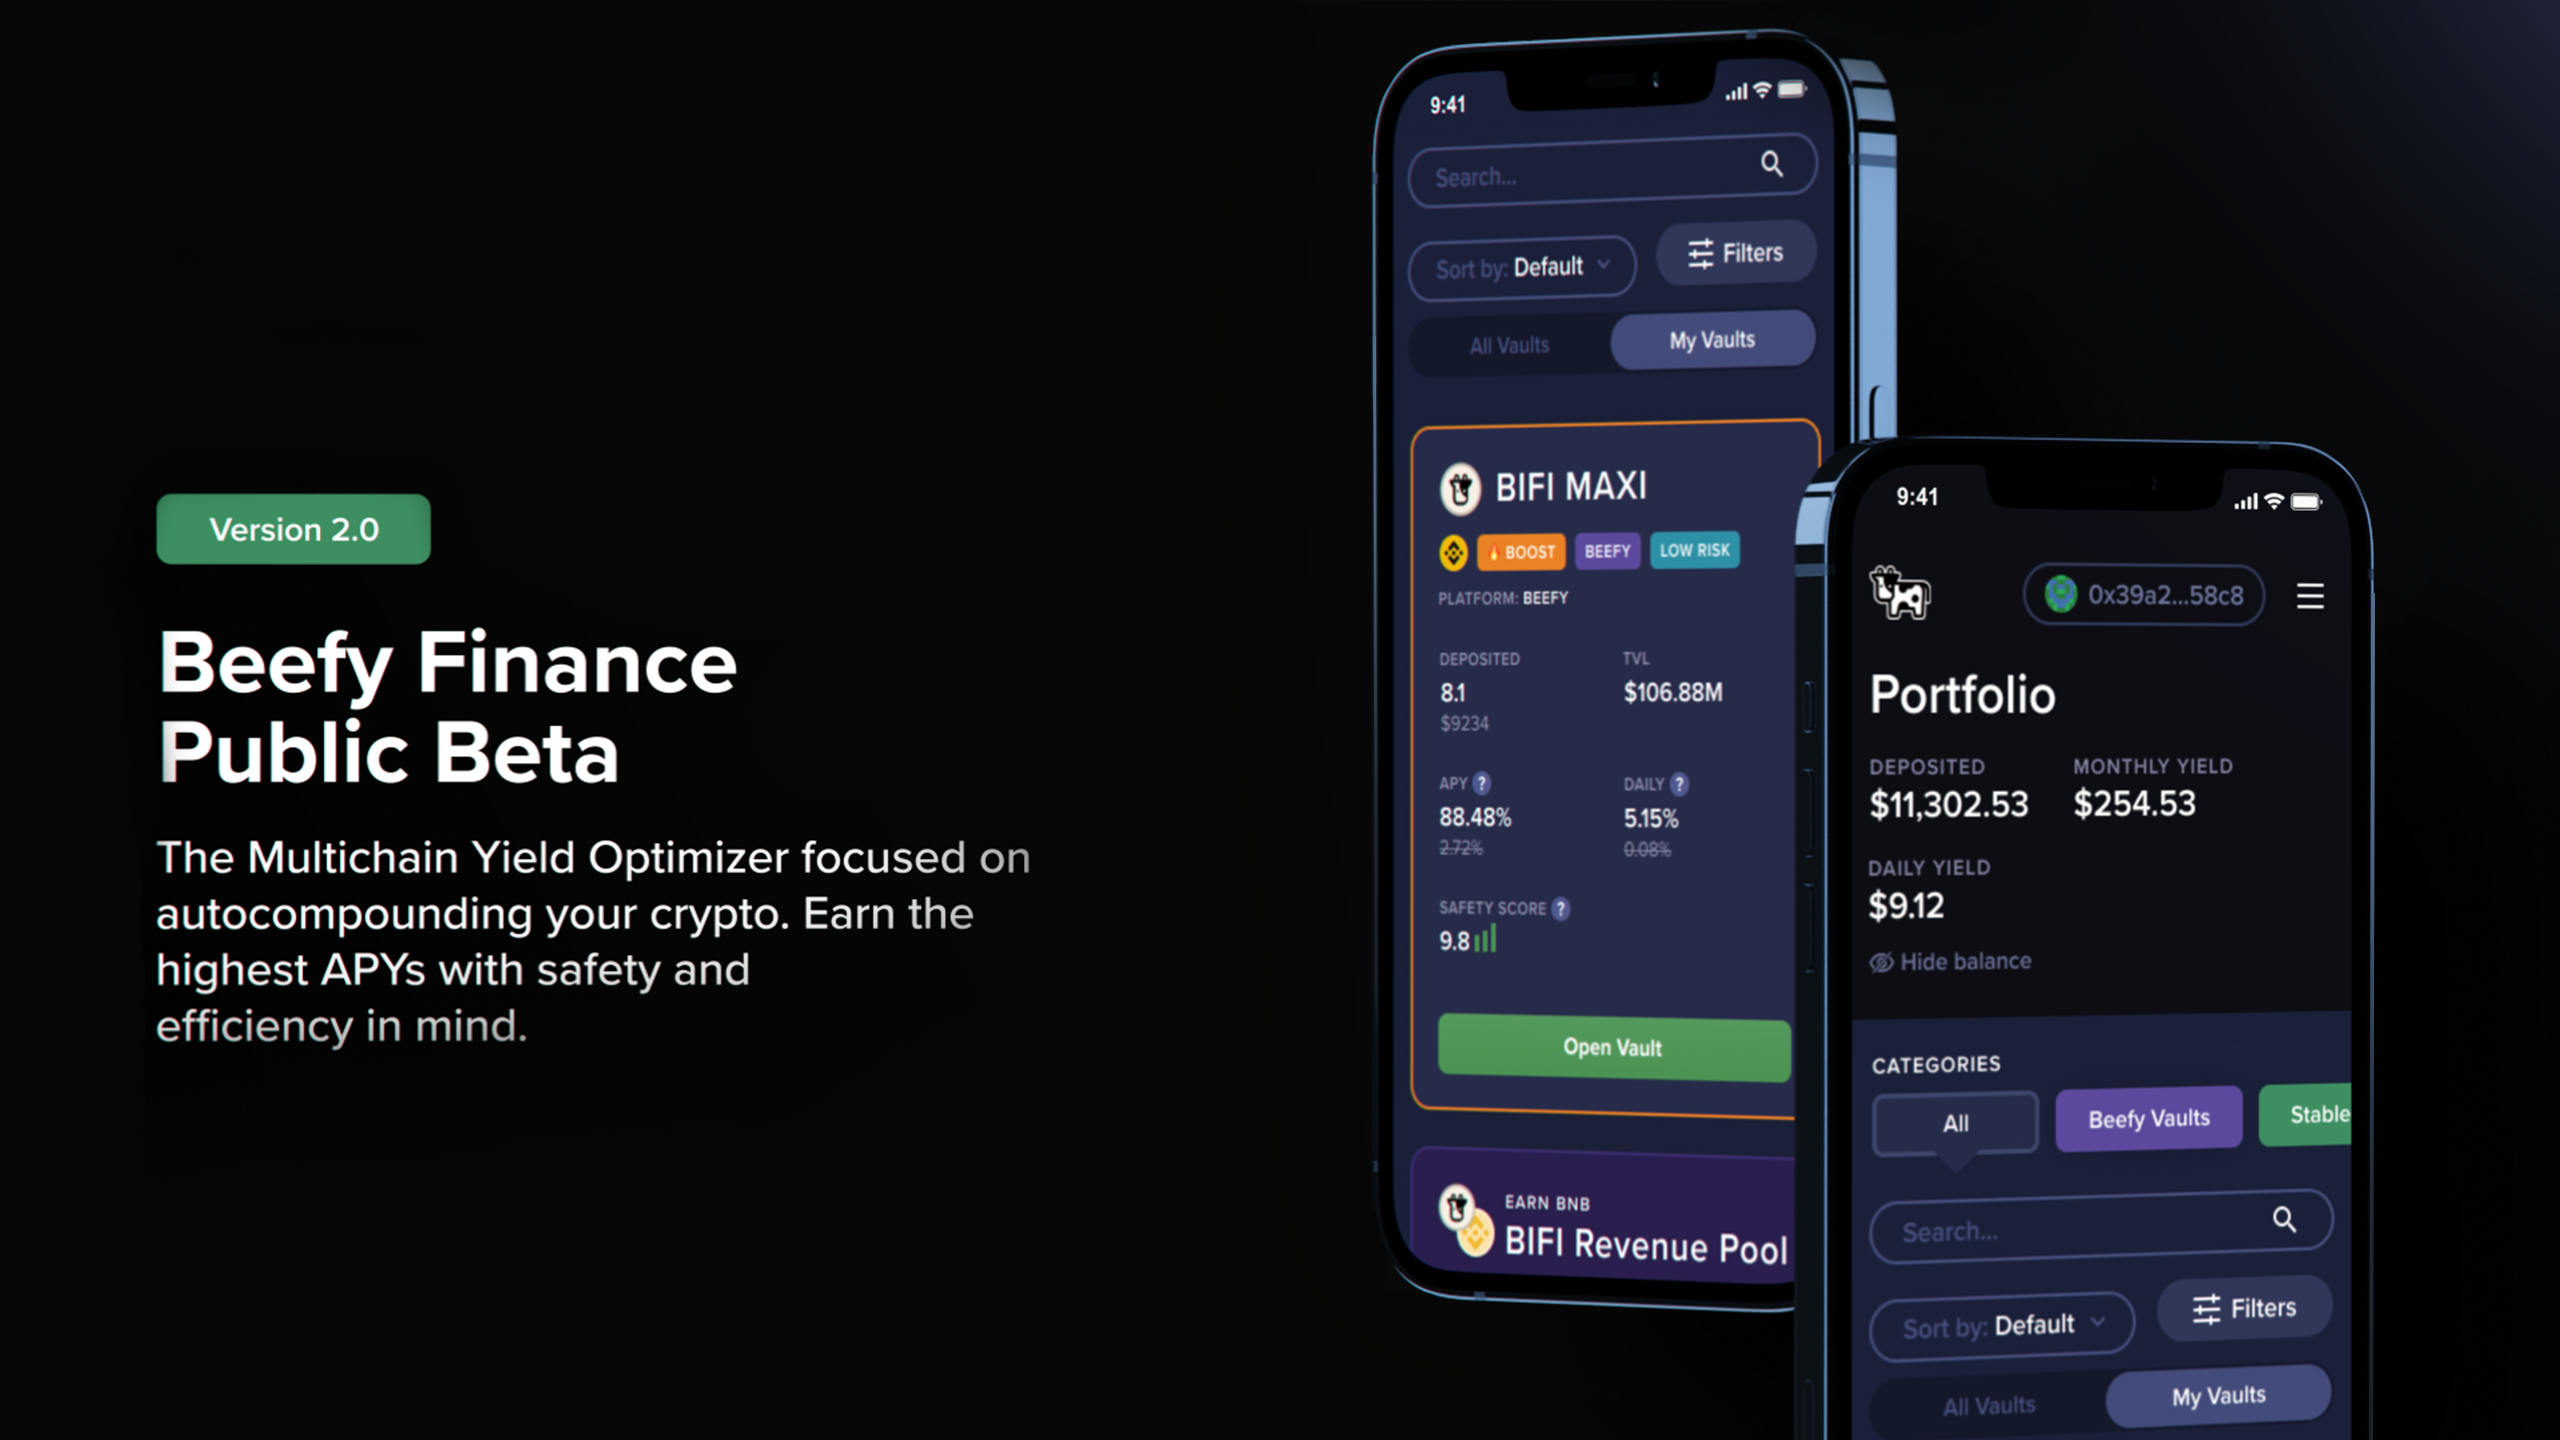 Version 2.0
Beefy Finance
Public Beta
The Multichain Yield Optimizer focused on
autocompounding your crypto. Earn the
highest APYs with safety and
efficiency in mind.
9:41
Search...
Sort by: Default
Filters
All Vaults
My Vaults
BIFI MAXI
BOOST
BEEFY
LOW RISK
PLATFORM: BEEFY
DEPOSITED
TVL
8.1
$106.88M
$9234
APY ?
DAILY ?
88.48%
5.15%
2.72%
0.08%
SAFETY SCORE ?
9.8
Open Vault
EARN BNB
BIFI Revenue Pool
9:41
0x39a2...58c8
Portfolio
DEPOSITED
MONTHLY YIELD
$11,302.53
$254.53
DAILY YIELD
$9.12
Hide balance
CATEGORIES
All
Beefy Vaults
Stable
Search...
Sort by: Default
Filters
All Vaults
My Vaults